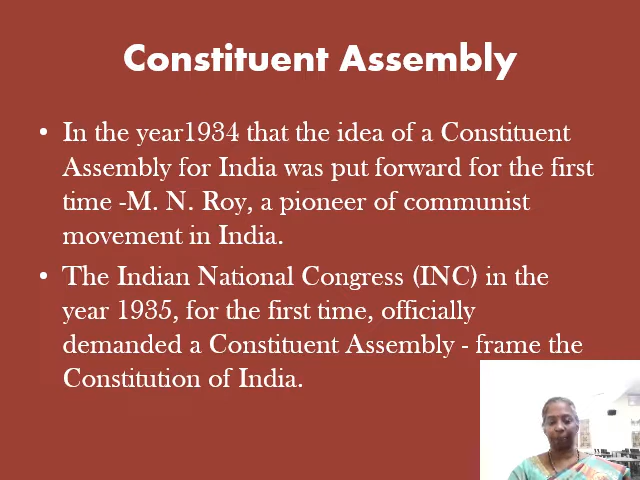 Constituent Assembly
• In the year1934 that the idea of a Constituent
Assembly for India was put forward for the first
time -M. N. Roy, a pioneer of communist
movement in India.
• The Indian National Congress (INC) in the
year 1935, for the first time, officially
demanded a Constituent Assembly - frame the
Constitution of India.